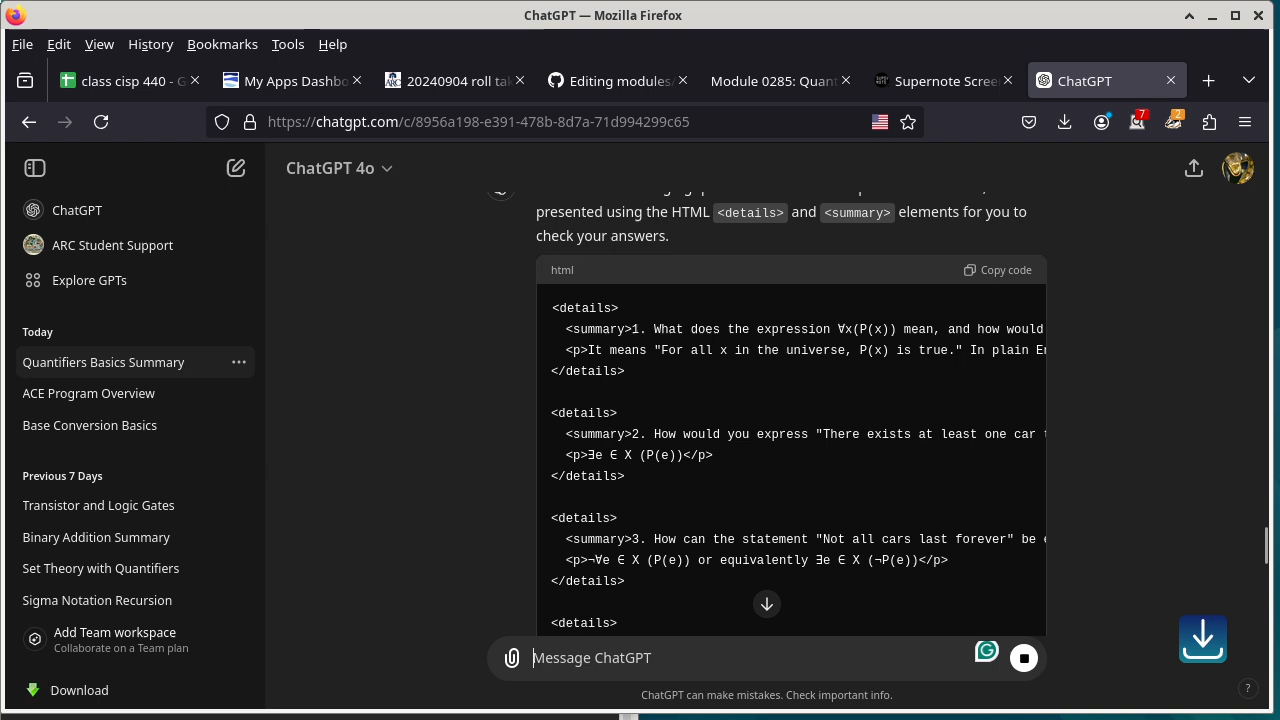 ChatGPT — Mozilla Firefox
File Edit View History Bookmarks Tools Help
class cisp 440 - G
My Apps Dashbo
ARC
20240904 roll tak
Editing modules/
Module 0285: Quant
Supernote Scree
ChatGPT
https://chatgpt.com/c/8956a198-e391-478b-8d7a-71d994299c65
7
2
ChatGPT 4o
ChatGPT
ARC Student Support
Explore GPTs
Today
Quantifiers Basics Summary
ACE Program Overview
Base Conversion Basics
Previous 7 Days
Transistor and Logic Gates
Binary Addition Summary
Set Theory with Quantifiers
Sigma Notation Recursion
Add Team workspace
Collaborate on a Team plan
Download
presented using the HTML <details> and <summary> elements for you to
check your answers.
html
Copy code
<details>
<summary>1. What does the expression ∀x(P(x)) mean, and how would
<p>It means "For all x in the universe, P(x) is true." In plain En
</details>
<details>
<summary>2. How would you express "There exists at least one car t
<p>∃e ∈ X (P(e))</p>
</details>
<details>
<summary>3. How can the statement "Not all cars last forever" be e
<p>¬∀e ∈ X (P(e)) or equivalently ∃e ∈ X (¬P(e))</p>
</details>
<details>
Message ChatGPT
ChatGPT can make mistakes. Check important info.
?